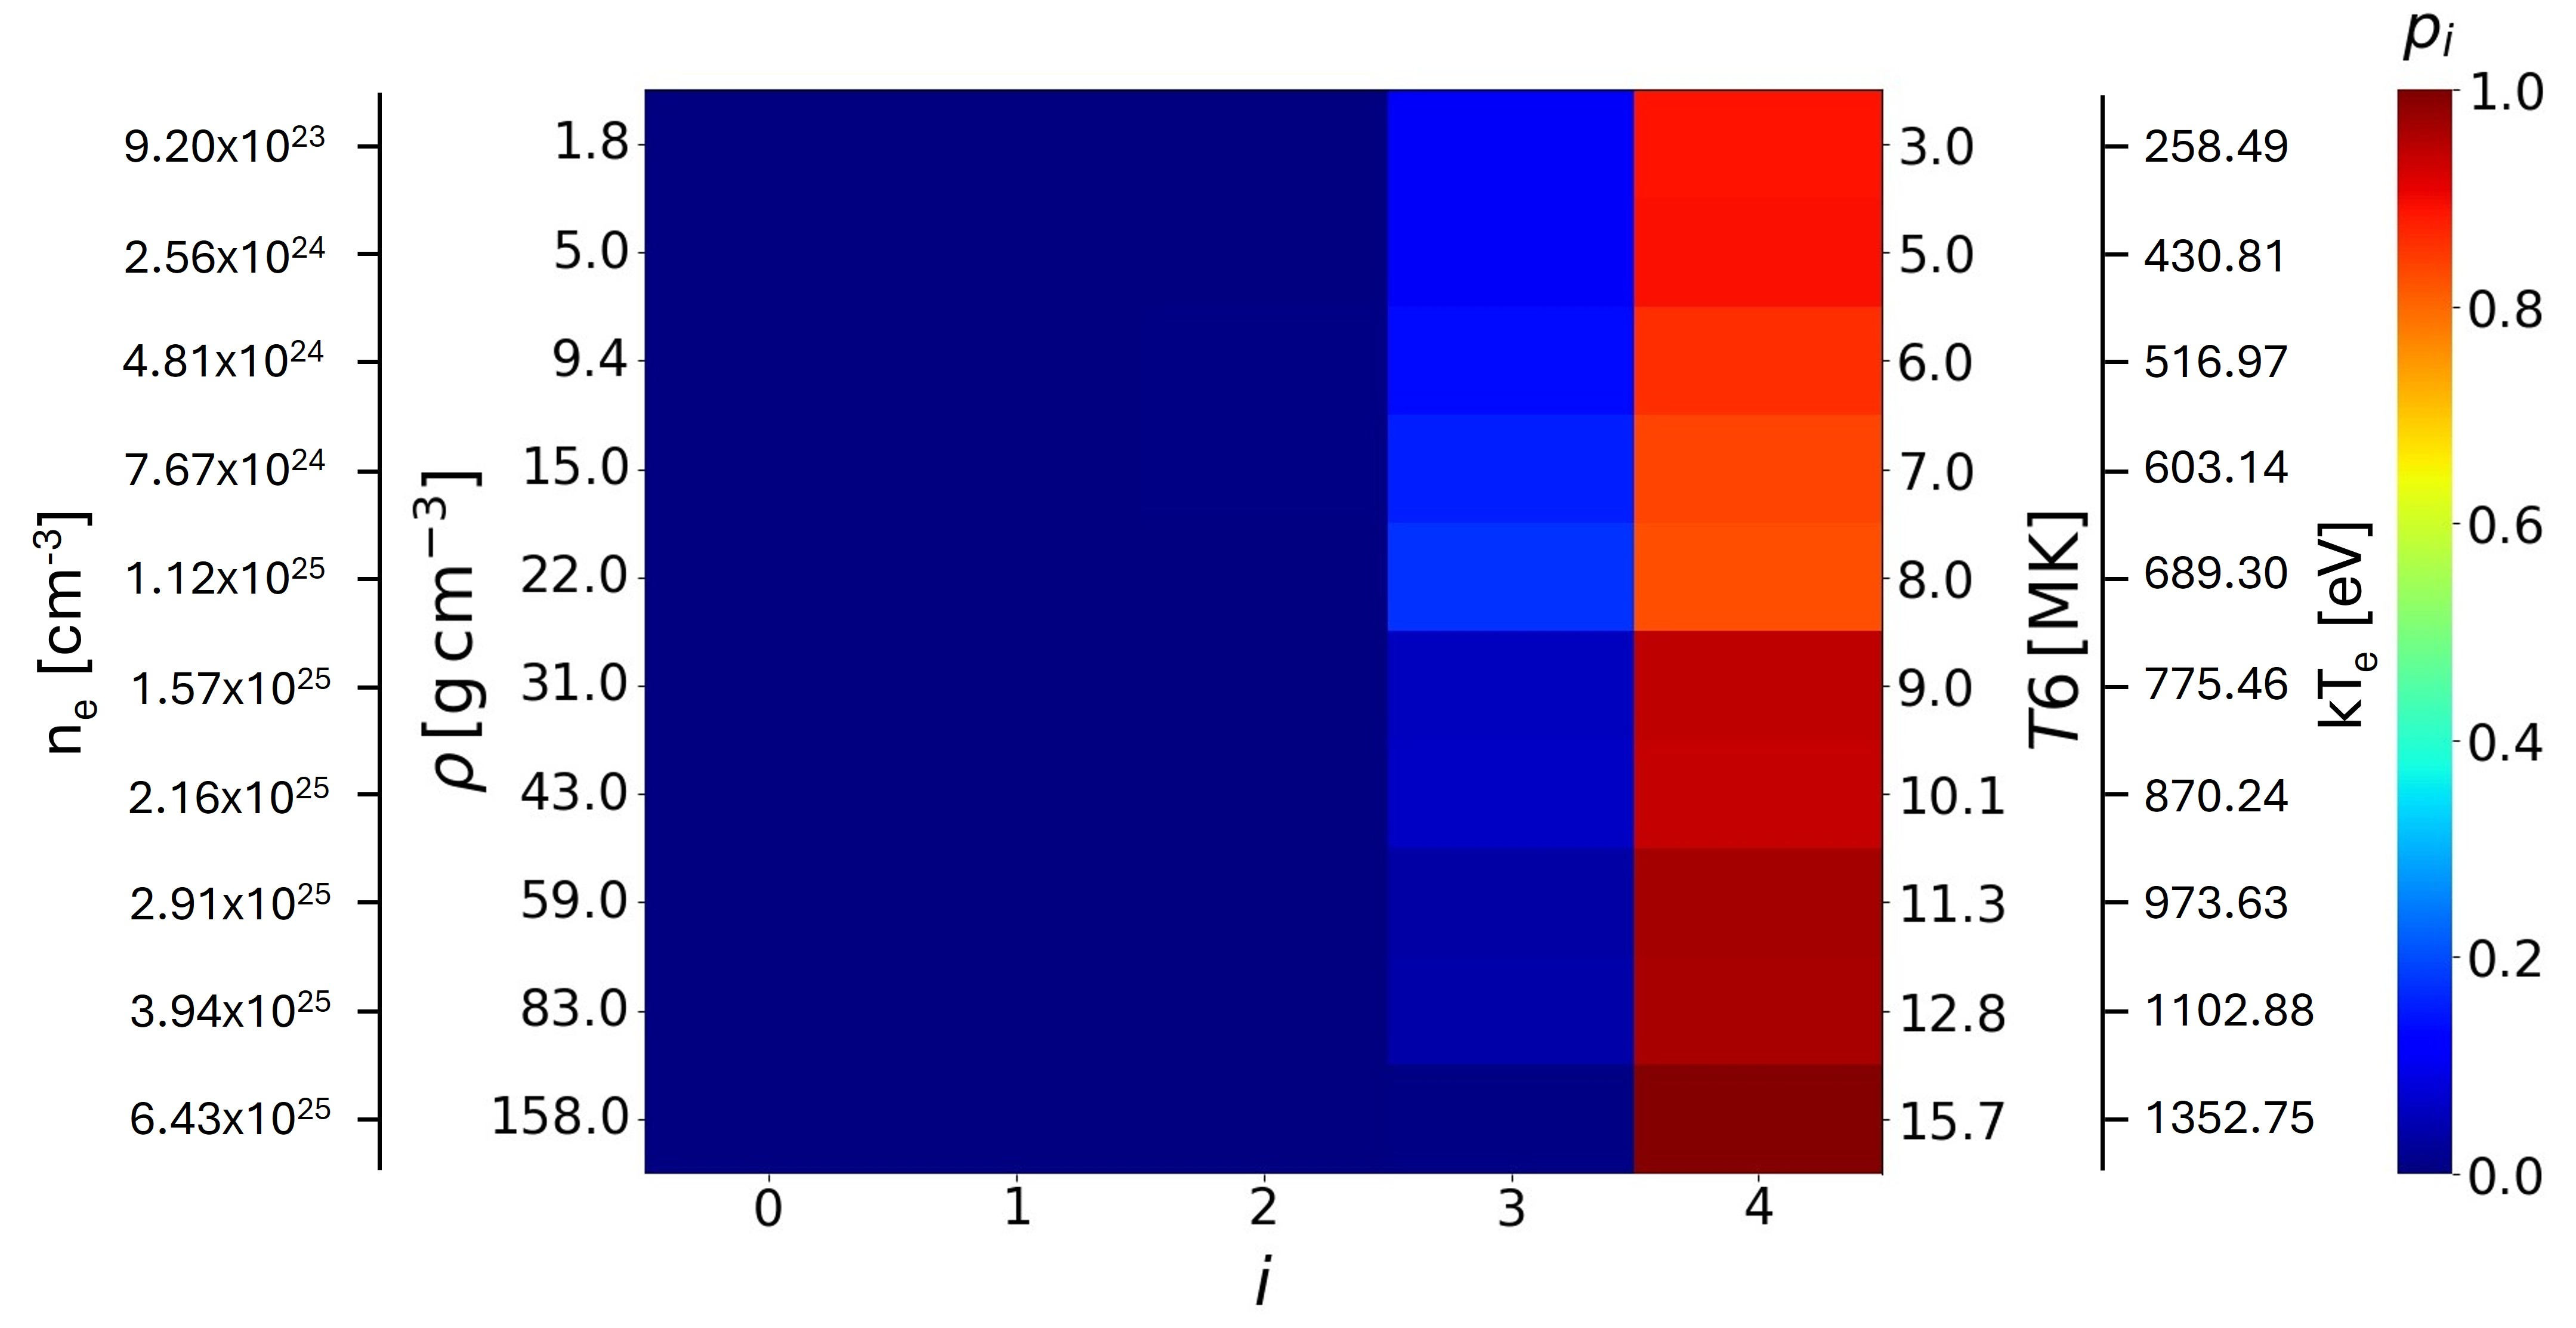 p_i
n_e [cm^-3]
9.20x10^23
2.56x10^24
4.81x10^24
7.67x10^24
1.12x10^25
1.57x10^25
2.16x10^25
2.91x10^25
3.94x10^25
6.43x10^25
ρ [g cm^−3]
1.8
5.0
9.4
15.0
22.0
31.0
43.0
59.0
83.0
158.0
0 1 2 3 4
i
3.0
5.0
6.0
7.0
8.0
9.0
10.1
11.3
12.8
15.7
T6 [MK]
258.49
430.81
516.97
603.14
689.30
775.46
870.24
973.63
1102.88
1352.75
kT_e [eV]
1.0
0.8
0.6
0.4
0.2
0.0